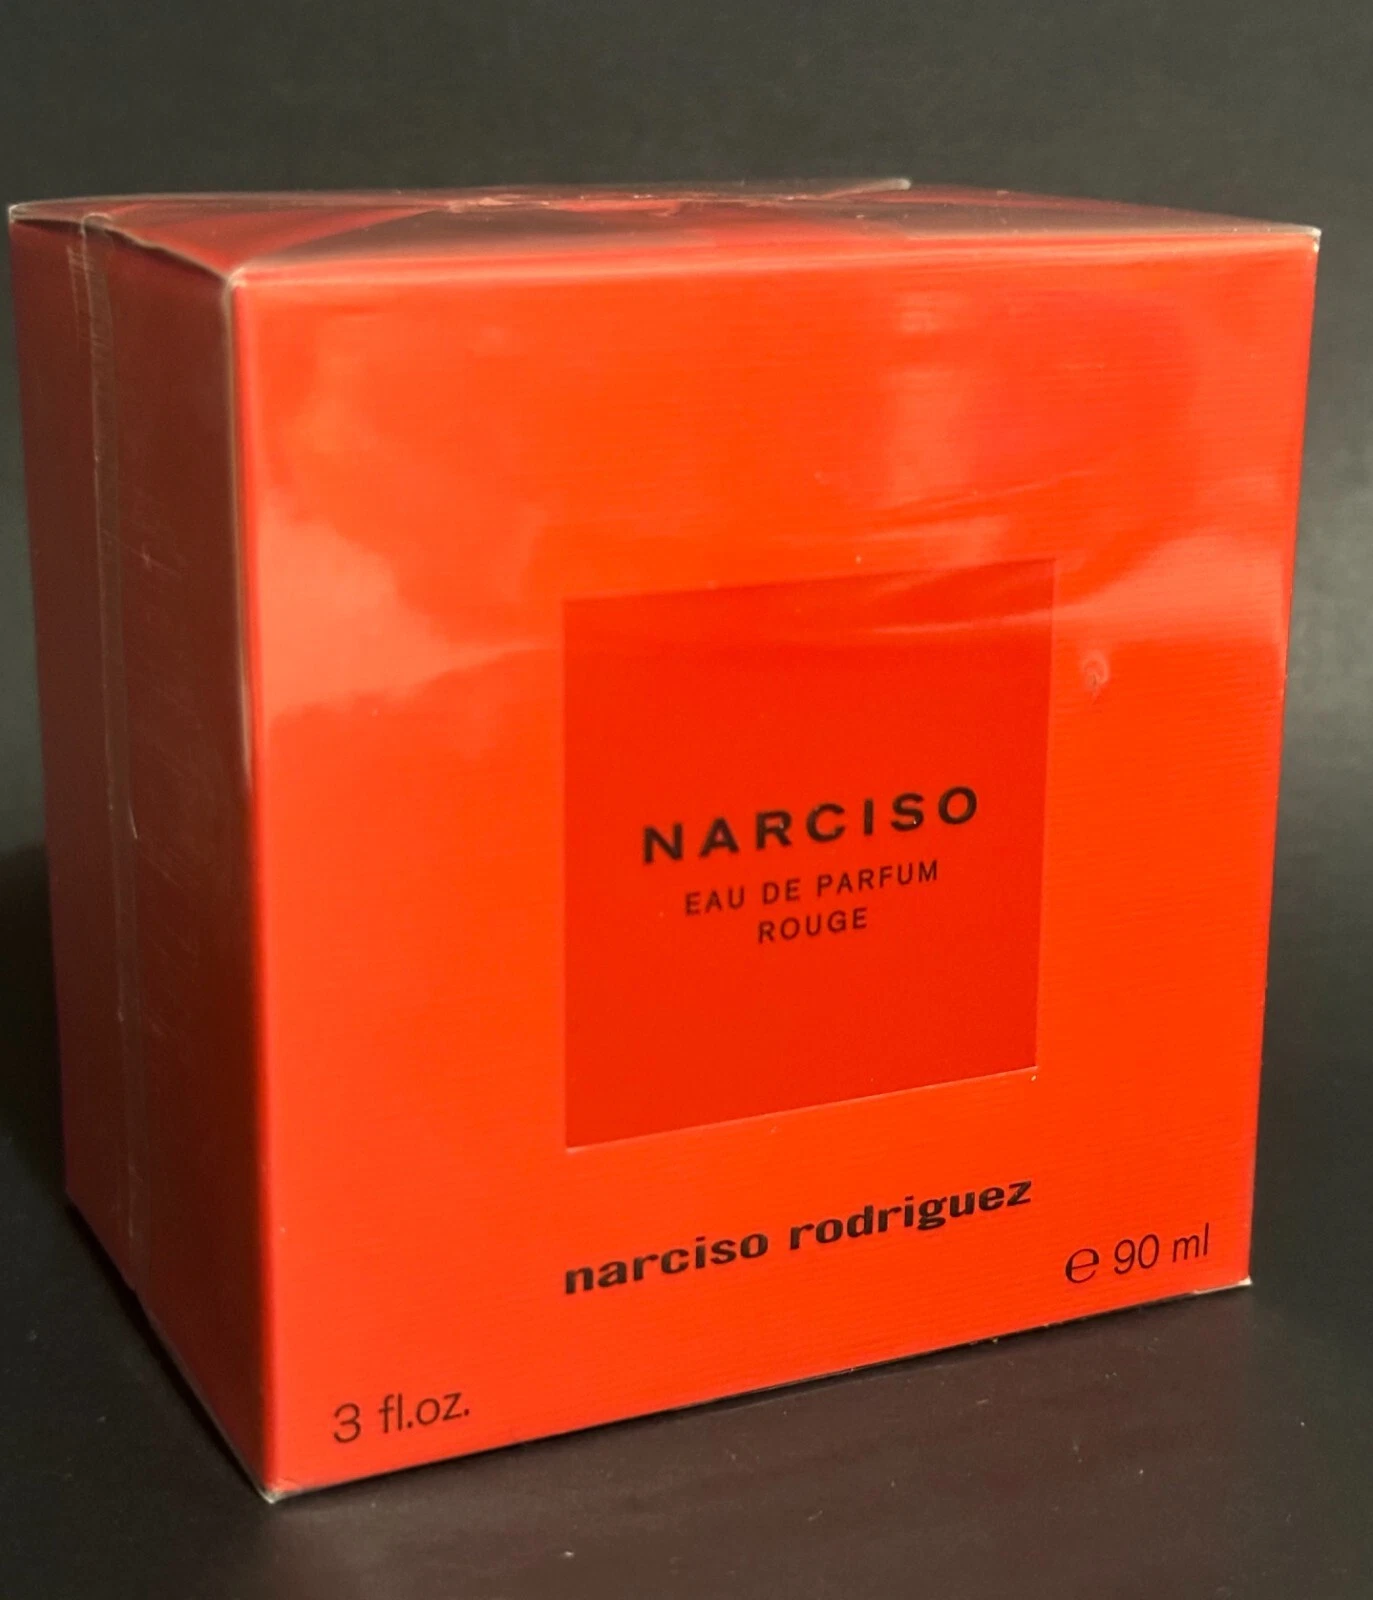 NARCISO
EAU DE PARFUM
ROUGE
narciso rodriguez
3 fl.oz.
℮ 90 ml